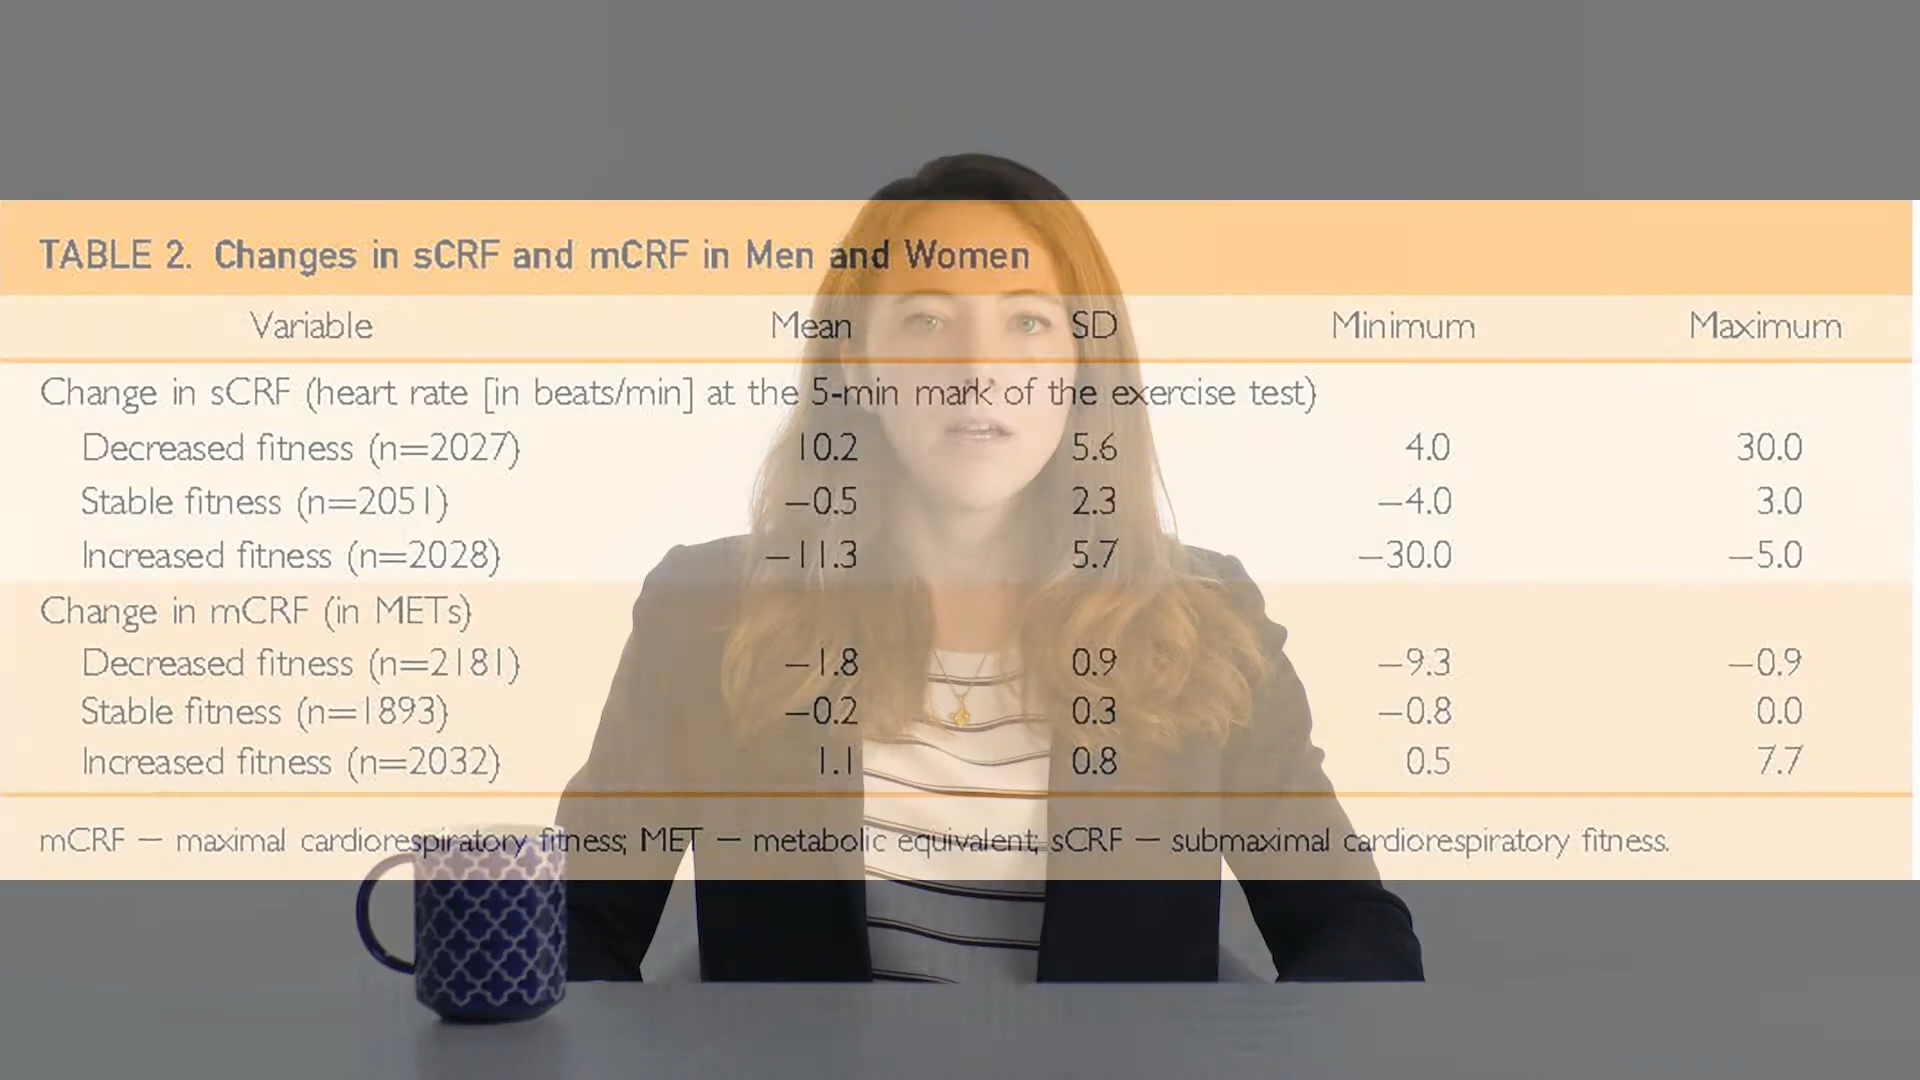 TABLE 2. Changes in sCRF and mCRF in Men and Women
Variable Mean SD Minimum Maximum
Change in sCRF (heart rate [in beats/min] at the 5-min mark of the exercise test)
Decreased fitness (n=2027) 10.2 5.6 4.0 30.0
Stable fitness (n=2051) −0.5 2.3 −4.0 3.0
Increased fitness (n=2028) −11.3 5.7 −30.0 −5.0
Change in mCRF (in METs)
Decreased fitness (n=2181) −1.8 0.9 −9.3 −0.9
Stable fitness (n=1893) −0.2 0.3 −0.8 0.0
Increased fitness (n=2032) 1.1 0.8 0.5 7.7
mCRF — maximal cardiorespiratory fitness; MET — metabolic equivalent; sCRF — submaximal cardiorespiratory fitness.